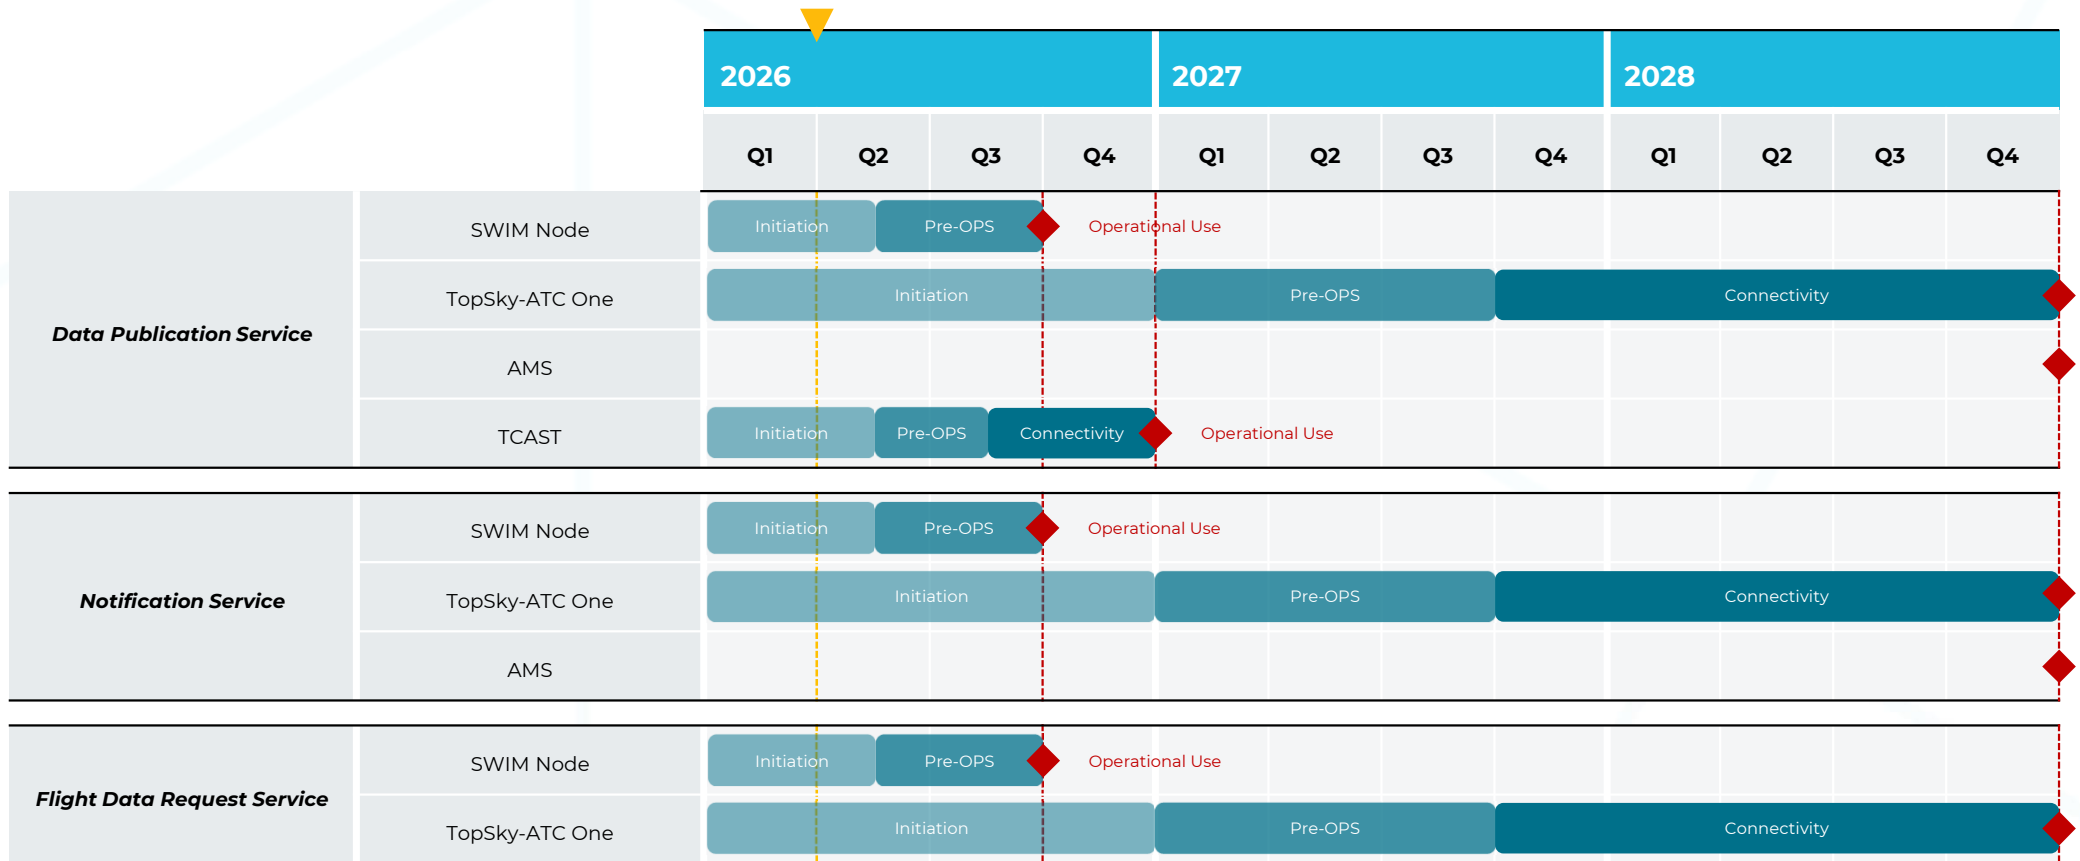 2026 2027 2028
Q1 Q2 Q3 Q4 Q1 Q2 Q3 Q4 Q1 Q2 Q3 Q4
Data Publication Service
SWIM Node Initiation Pre-OPS Operational Use
TopSky-ATC One Initiation Pre-OPS Connectivity
AMS
TCAST Initiation Pre-OPS Connectivity Operational Use
Notification Service
SWIM Node Initiation Pre-OPS Operational Use
TopSky-ATC One Initiation Pre-OPS Connectivity
AMS
Flight Data Request Service
SWIM Node Initiation Pre-OPS Operational Use
TopSky-ATC One Initiation Pre-OPS Connectivity